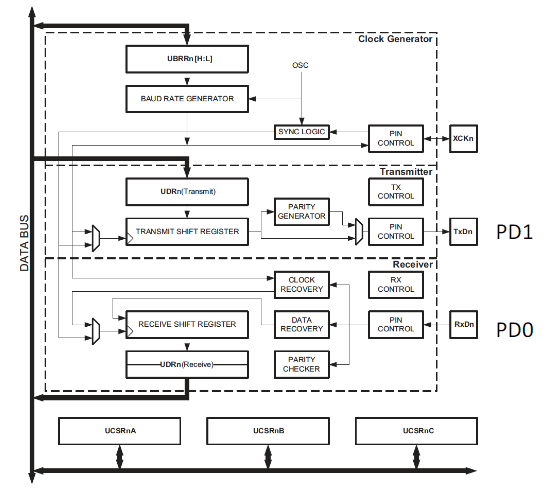 Clock Generator
UBRRn [H:L]
OSC
BAUD RATE GENERATOR
SYNC LOGIC
PIN
CONTROL
XCKn
Transmitter
UDRn(Transmit)
TX
CONTROL
PARITY
GENERATOR
TRANSMIT SHIFT REGISTER
PIN
CONTROL
TxDn
PD1
DATA BUS
Receiver
CLOCK
RECOVERY
RX
CONTROL
RECEIVE SHIFT REGISTER
DATA
RECOVERY
PIN
CONTROL
RxDn
PD0
UDRn(Receive)
PARITY
CHECKER
UCSRnA
UCSRnB
UCSRnC